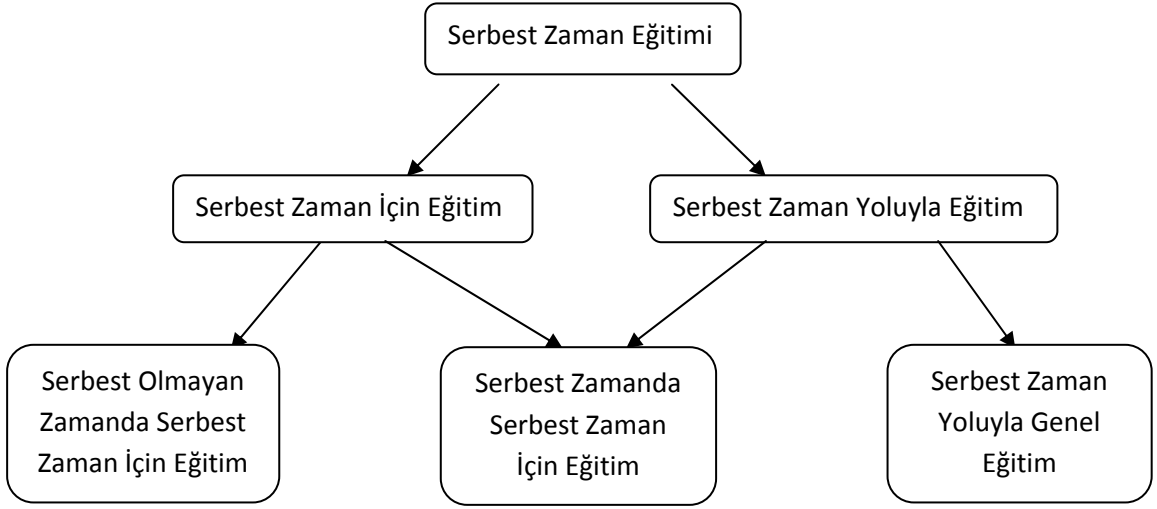 Serbest Zaman Eğitimi
Serbest Zaman İçin Eğitim
Serbest Zaman Yoluyla Eğitim
Serbest Olmayan
Zamanda Serbest
Zaman İçin Eğitim
Serbest Zamanda
Serbest Zaman
İçin Eğitim
Serbest Zaman
Yoluyla Genel
Eğitim